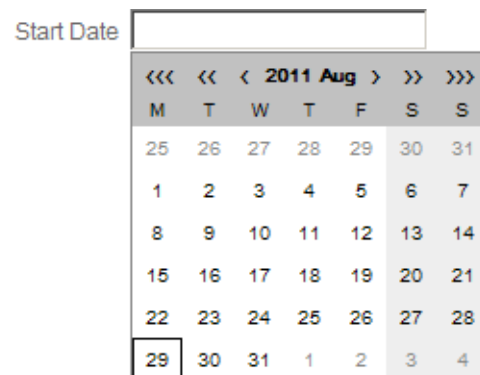 Start Date
‹‹‹ ‹‹ ‹ 2011 Aug › ›› ›››
M T W T F S S
25 26 27 28 29 30 31
1 2 3 4 5 6 7
8 9 10 11 12 13 14
15 16 17 18 19 20 21
22 23 24 25 26 27 28
29 30 31 1 2 3 4